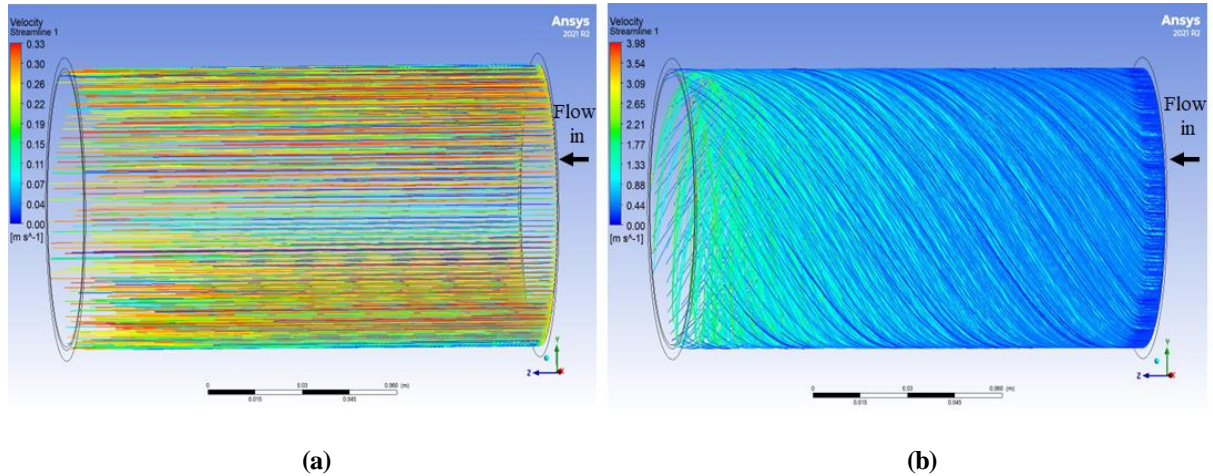 Velocity
Streamline 1
0.33
0.30
0.26
0.22
0.19
0.15
0.11
0.07
0.04
0.00
[m s^-1]
Ansys
2021 R2
Flow
in
Y
Z
X
0
0.03
0.060 (m)
0.015
0.045
(a)
Velocity
Streamline 1
3.98
3.54
3.09
2.65
2.21
1.77
1.33
0.88
0.44
0.00
[m s^-1]
Ansys
2021 R2
Flow
in
Y
Z
X
0
0.03
0.060 (m)
0.015
0.045
(b)